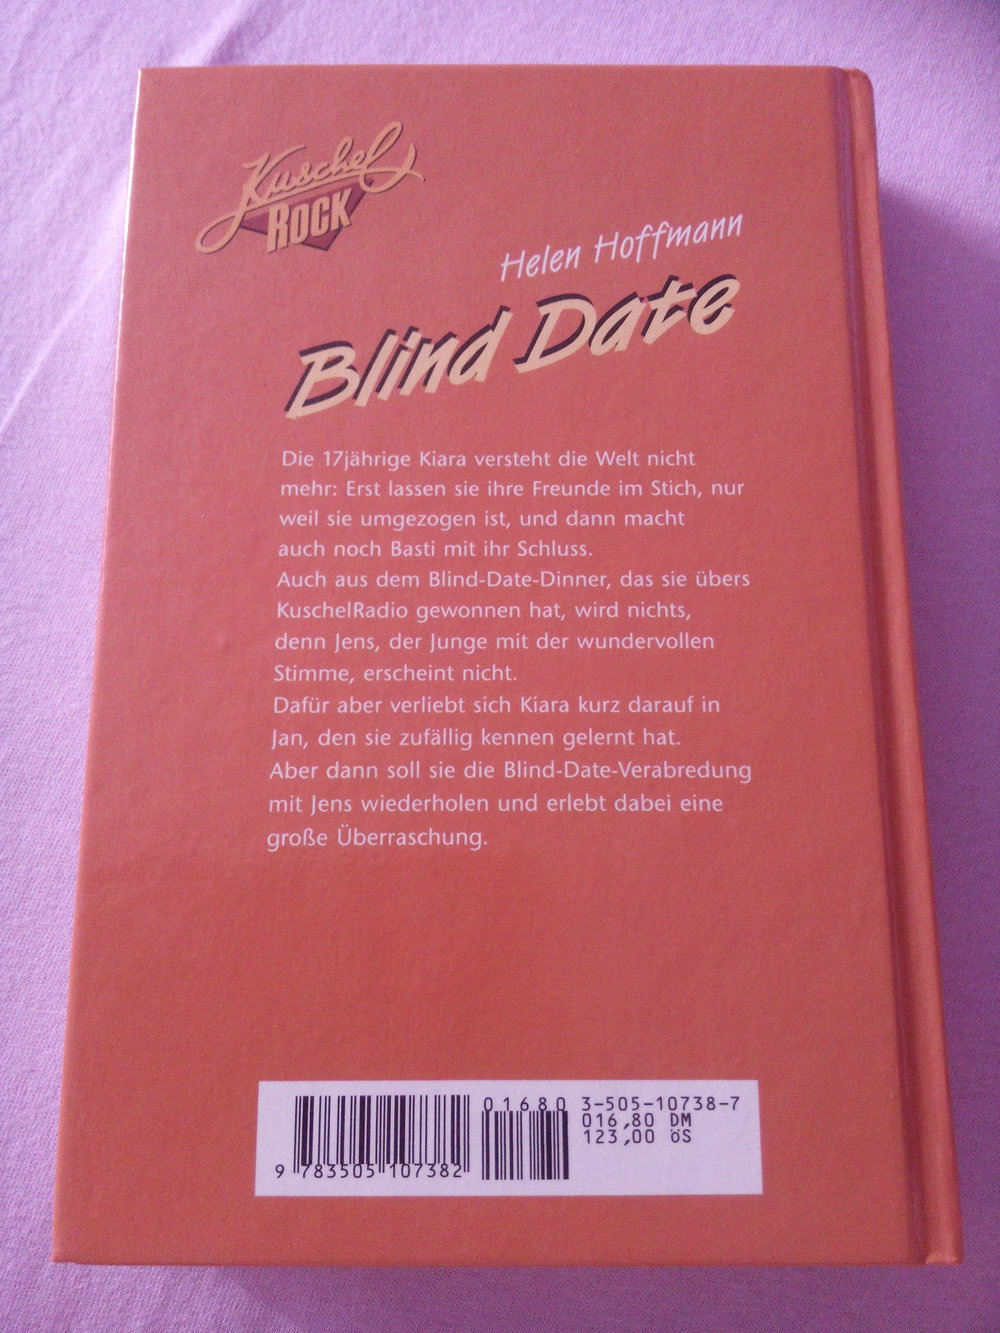 Kuschel
ROCK
Helen Hoffmann
Blind Date
Die 17jährige Kiara versteht die Welt nicht
mehr: Erst lassen sie ihre Freunde im Stich, nur
weil sie umgezogen ist, und dann macht
auch noch Basti mit ihr Schluss.
Auch aus dem Blind-Date-Dinner, das sie übers
KuschelRadio gewonnen hat, wird nichts,
denn Jens, der Junge mit der wundervollen
Stimme, erscheint nicht.
Dafür aber verliebt sich Kiara kurz darauf in
Jan, den sie zufällig kennen gelernt hat.
Aber dann soll sie die Blind-Date-Verabredung
mit Jens wiederholen und erlebt dabei eine
große Überraschung.
01680 3-505-10738-7
016,80 DM
123,00 öS
9 783505 107382